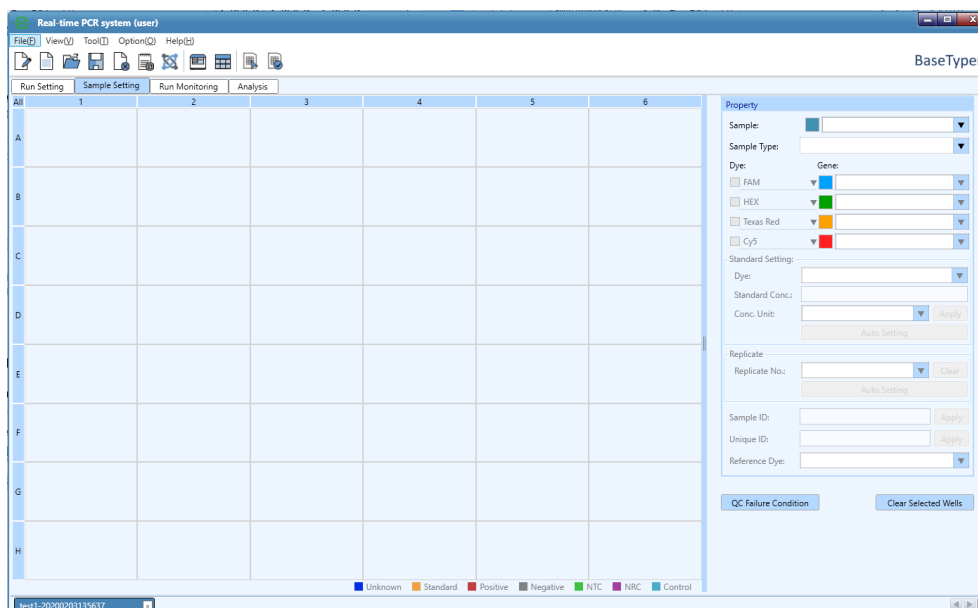 Real-time PCR system (user)
File(F) View(V) Tool(T) Option(O) Help(H)
BaseTyper
Run Setting Sample Setting Run Monitoring Analysis
All 1 2 3 4 5 6
A
B
C
D
E
F
G
H
Property
Sample:
Sample Type:
Dye: Gene:
FAM
HEX
Texas Red
Cy5
Standard Setting:
Dye:
Standard Conc.:
Conc. Unit: Apply
Auto Setting
Replicate
Replicate No.: Clear
Auto Setting
Sample ID: Apply
Unique ID: Apply
Reference Dye:
QC Failure Condition Clear Selected Wells
Unknown Standard Positive Negative NTC NRC Control
test1-20200203135637